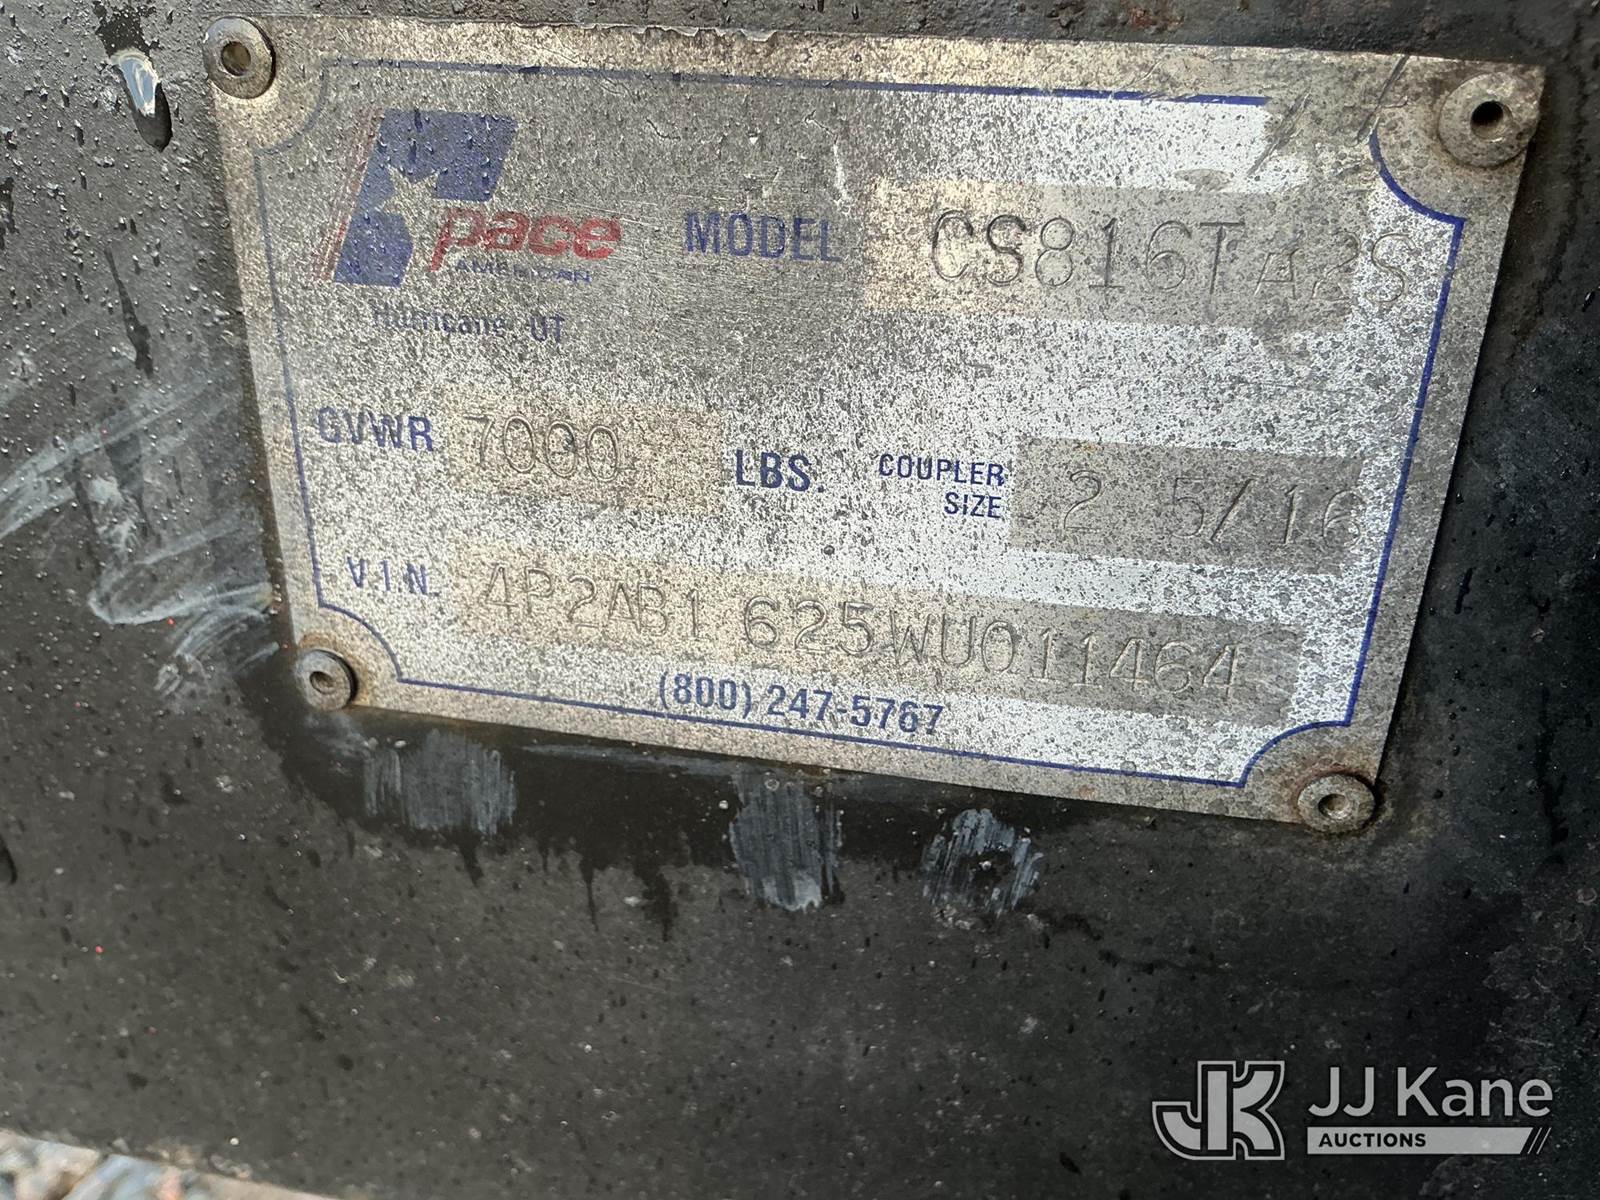 pace
AMERICAN
Hurricane, UT
MODEL CS816TA2S
GVWR 7000 LBS.
COUPLER SIZE 2 5/16
V.I.N. 4P2AB1625WU011464
(800) 247-5767
JK
JJ Kane
AUCTIONS